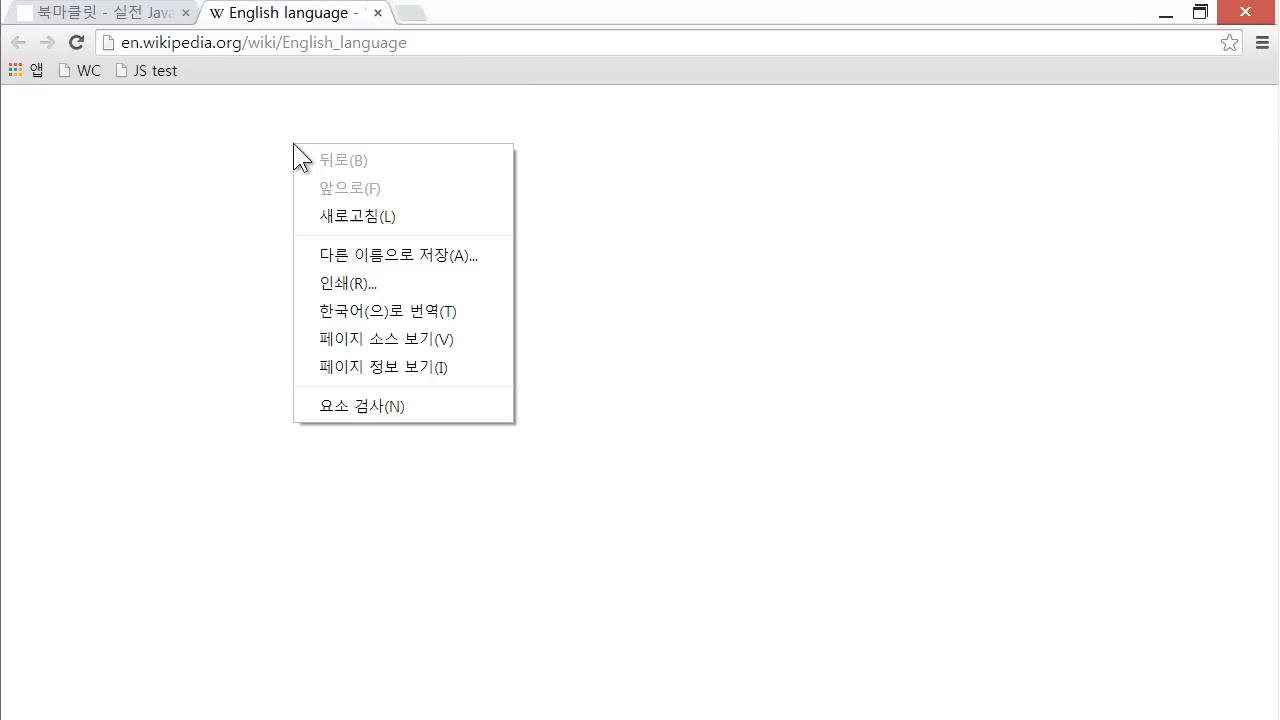 북마클릿 - 실전 Java
W English language -
en.wikipedia.org/wiki/English_language
앱 WC JS test
뒤로(B)
앞으로(F)
새로고침(L)
다른 이름으로 저장(A)...
인쇄(R)...
한국어(으)로 번역(T)
페이지 소스 보기(V)
페이지 정보 보기(I)
요소 검사(N)